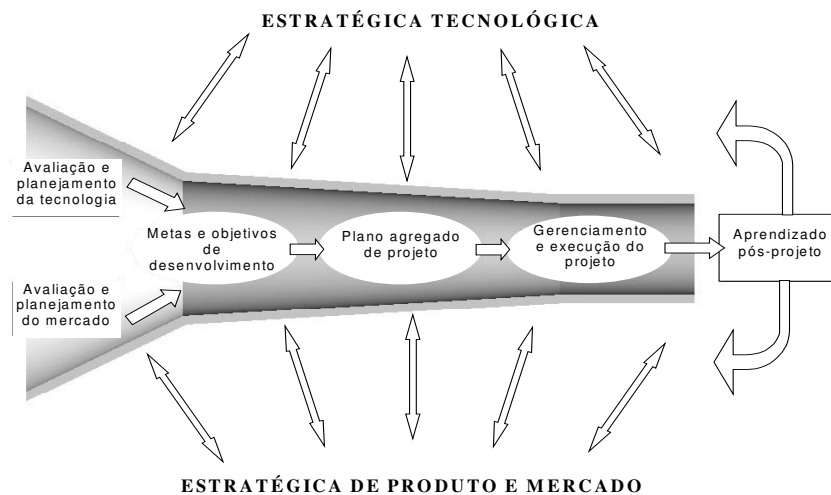 ESTRATÉGICA TECNOLÓGICA
Avaliação e
planejamento
da tecnologia
Avaliação e
planejamento
do mercado
Metas e objetivos
de
desenvolvimento
Plano agregado
de projeto
Gerenciamento
e execução do
projeto
Aprendizado
pós-projeto
ESTRATÉGICA DE PRODUTO E MERCADO